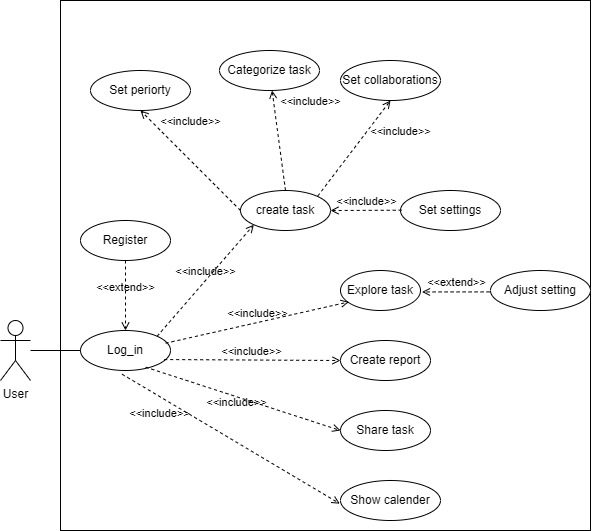 Categorize task
Set collaborations
Set periorty
<<include>>
<<include>>
<<include>>
create task
<<include>>
Set settings
Register
<<include>>
<<extend>>
Explore task
<<extend>>
Adjust setting
<<include>>
Log_in
<<include>>
Create report
User
<<include>>
<<include>>
Share task
Show calender